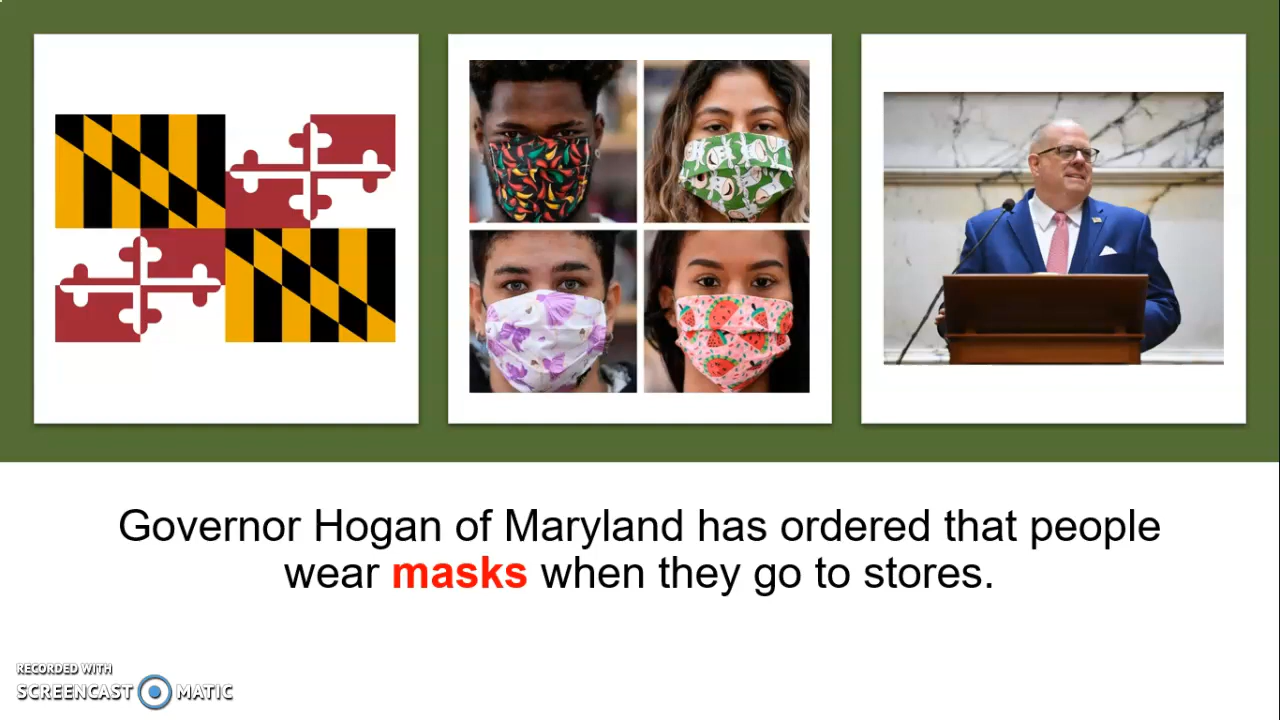 Governor Hogan of Maryland has ordered that people
wear masks when they go to stores.
RECORDED WITH
SCREENCAST MATIC